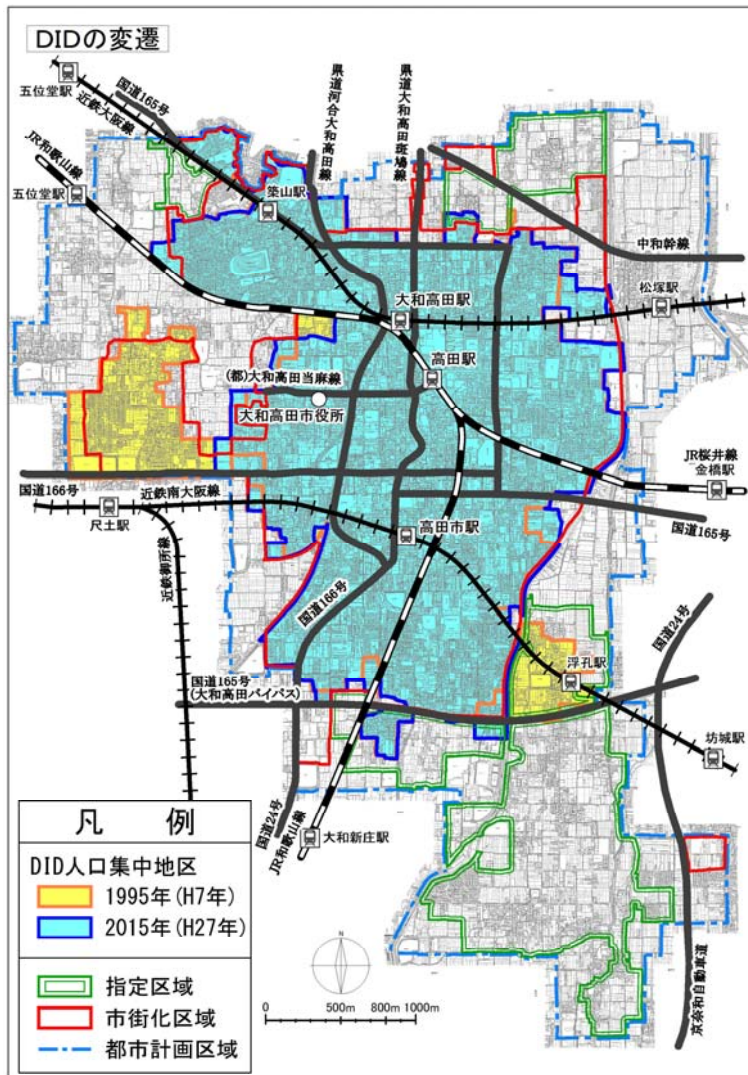 DIDの変遷
五位堂駅
国道165号
近鉄大阪線
県道河合大和高田線
県道大和高田斑鳩線
JR和歌山線
五位堂駅
築山駅
中和幹線
松塚駅
大和高田駅
高田駅
(都)大和高田当麻線
大和高田市役所
JR桜井線
金橋駅
国道166号
近鉄南大阪線
尺土駅
高田市駅
国道165号
近鉄御所線
国道166号
国道24号
浮孔駅
国道165号
(大和高田バイパス)
坊城駅
国道24号
JR和歌山線
大和新庄駅
京奈和自動車道
凡 例
DID人口集中地区
1995年(H7年)
2015年(H27年)
指定区域
市街化区域
都市計画区域
N
0 500m 800m 1000m